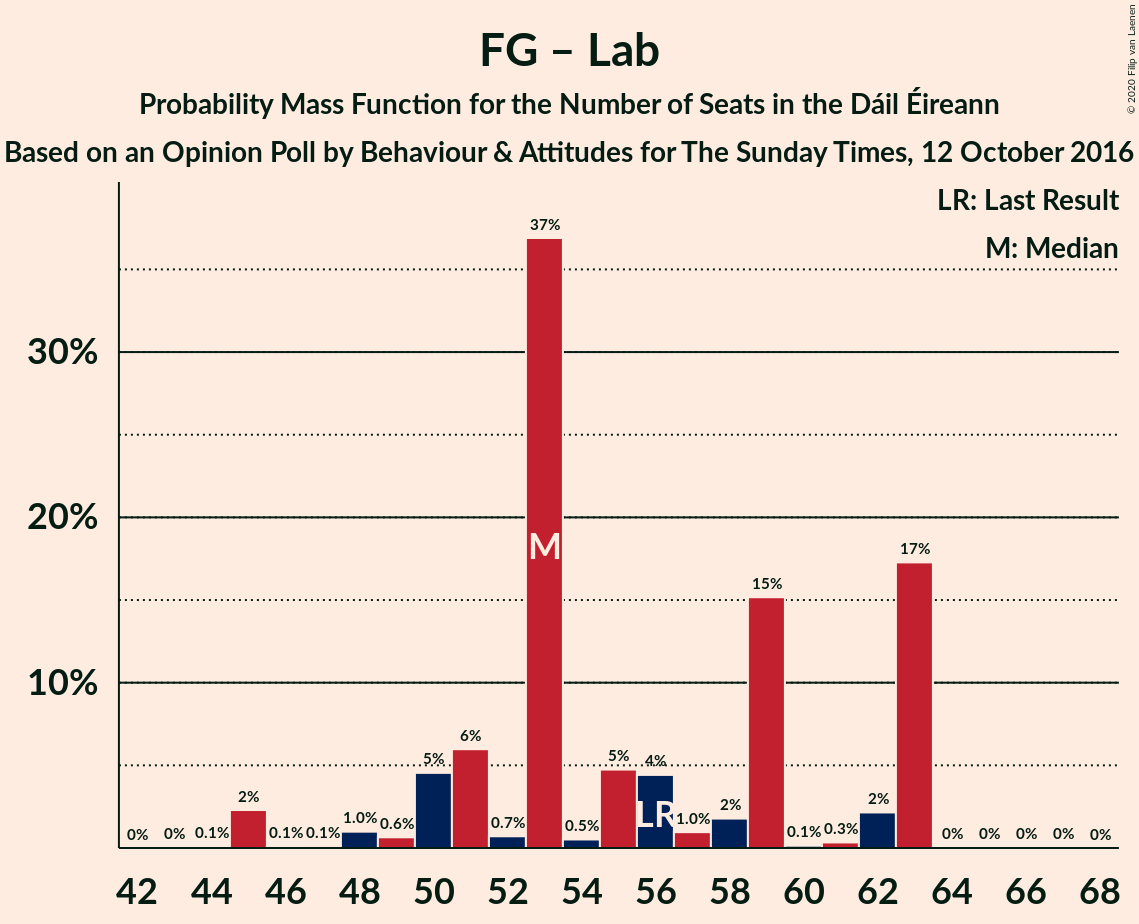 FG – Lab
Probability Mass Function for the Number of Seats in the Dáil Éireann
Based on an Opinion Poll by Behaviour & Attitudes for The Sunday Times, 12 October 2016
© 2020 Filip van Laenen
LR: Last Result
M: Median
30%
20%
10%
0% 0% 0.1% 2% 0.1% 0.1% 1.0% 0.6% 5% 6% 0.7% 37% 0.5% 5% 4% 1.0% 2% 15% 0.1% 0.3% 2% 17% 0% 0% 0% 0% 0%
M
LR
42 44 46 48 50 52 54 56 58 60 62 64 66 68